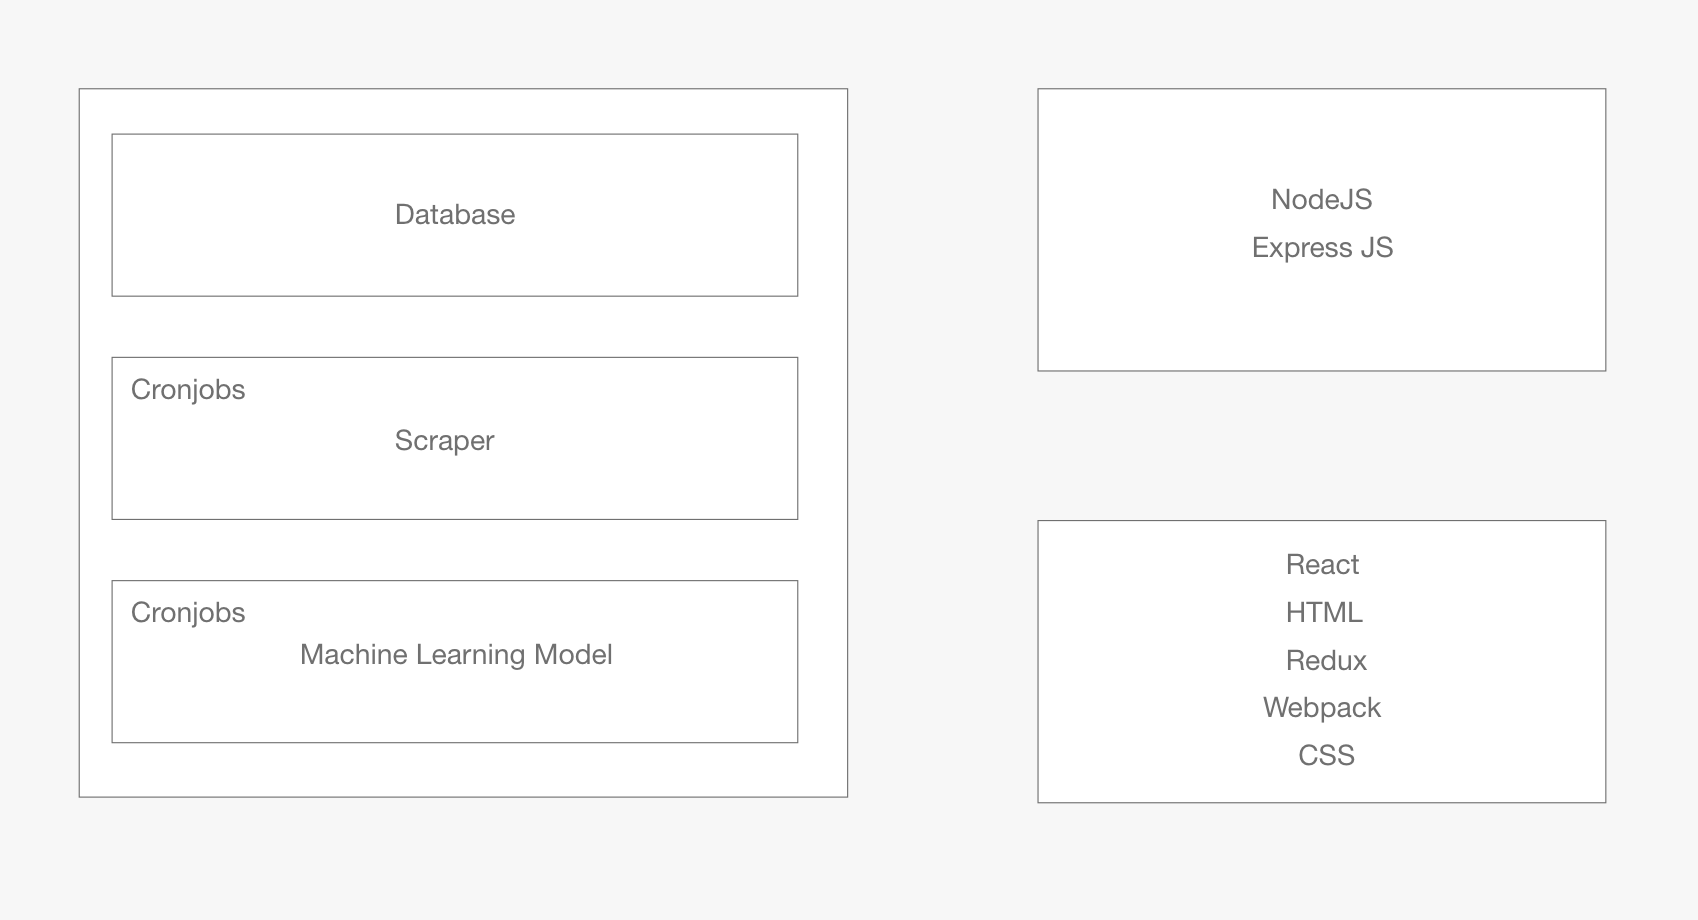 Database
Cronjobs
Scraper
Cronjobs
Machine Learning Model
NodeJS
Express JS
React
HTML
Redux
Webpack
CSS